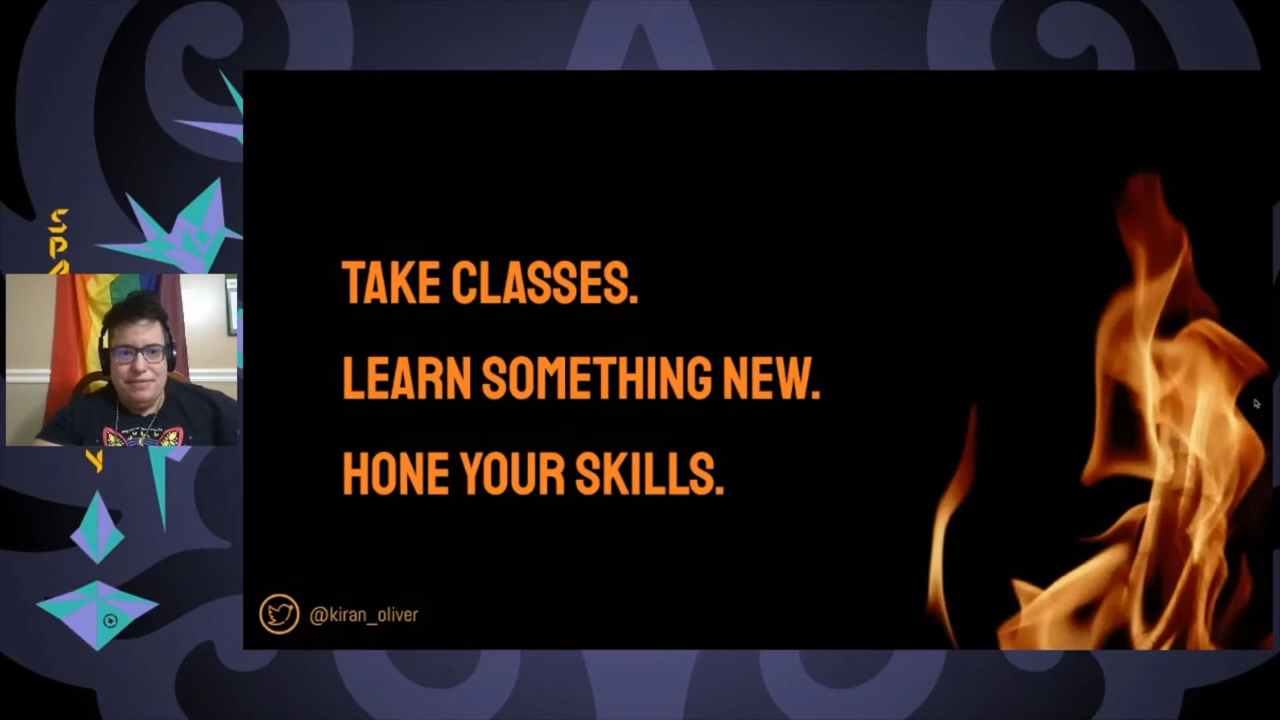 TAKE CLASSES.
LEARN SOMETHING NEW.
HONE YOUR SKILLS.
@kiran_oliver